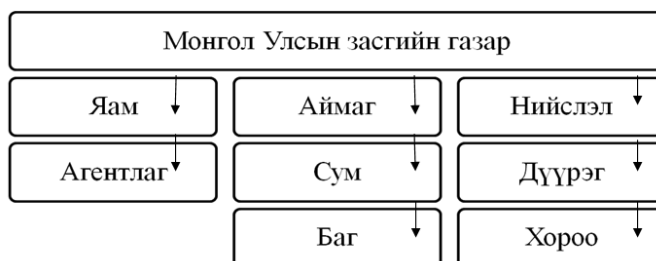 Монгол Улсын засгийн газар
Яам
Аймаг
Нийслэл
Агентлаг
Сум
Дүүрэг
Баг
Хороо